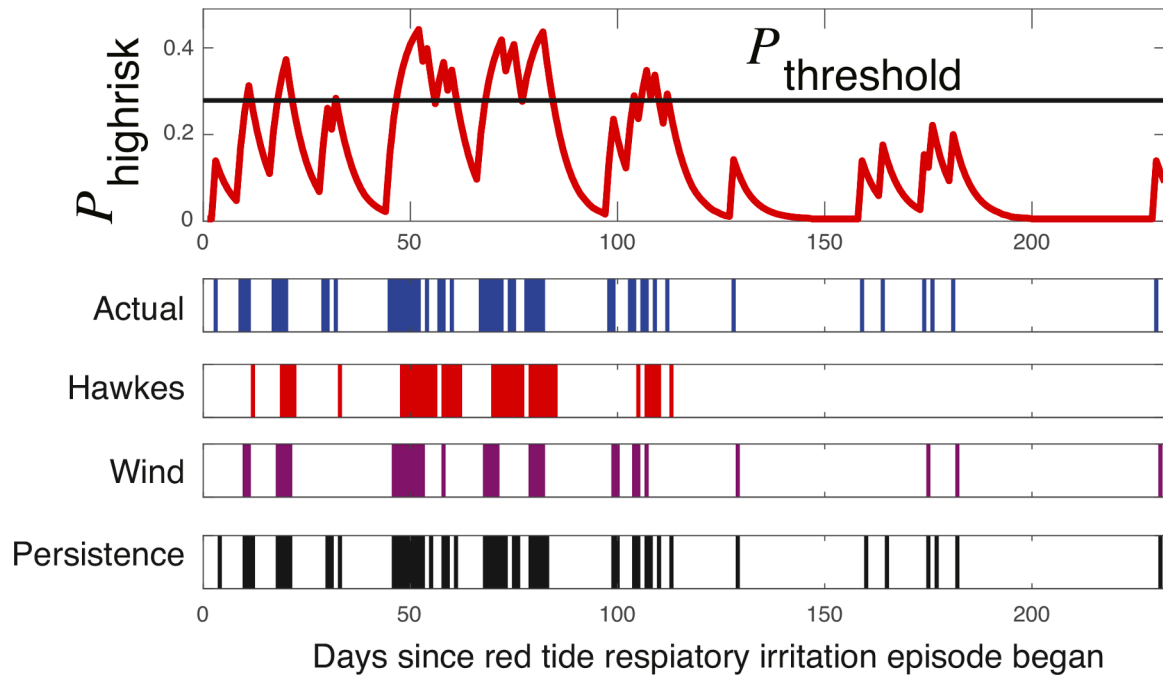 P highrisk
0.4
0.2
0
P threshold
0 50 100 150 200
Actual
Hawkes
Wind
Persistence
0 50 100 150 200
Days since red tide respiatory irritation episode began